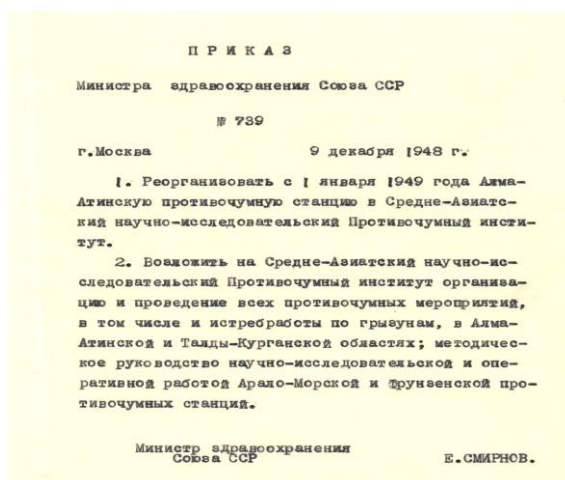 ПРИКАЗ
Министра здравоохранения Союза ССР
№ 739
г.Москва 9 декабря 1948 г.
1. Реорганизовать с 1 января 1949 года Алма-
Атинскую противочумную станцию в Средне-Азиатс-
кий научно-исследовательский Противочумный инсти-
тут.
2. Возложить на Средне-Азиатский научно-ис-
следовательский Противочумный институт организа-
цию и проведение всех противочумных мероприятий,
в том числе и истребработы по грызунам, в Алма-
Атинской и Талды-Курганской областях; методичес-
кое руководство научно-исследовательской и опе-
ративной работой Арало-Морской и Фрунзенской про-
тивочумных станций.
Министр здравоохранения
Союза ССР Е.СМИРНОВ.